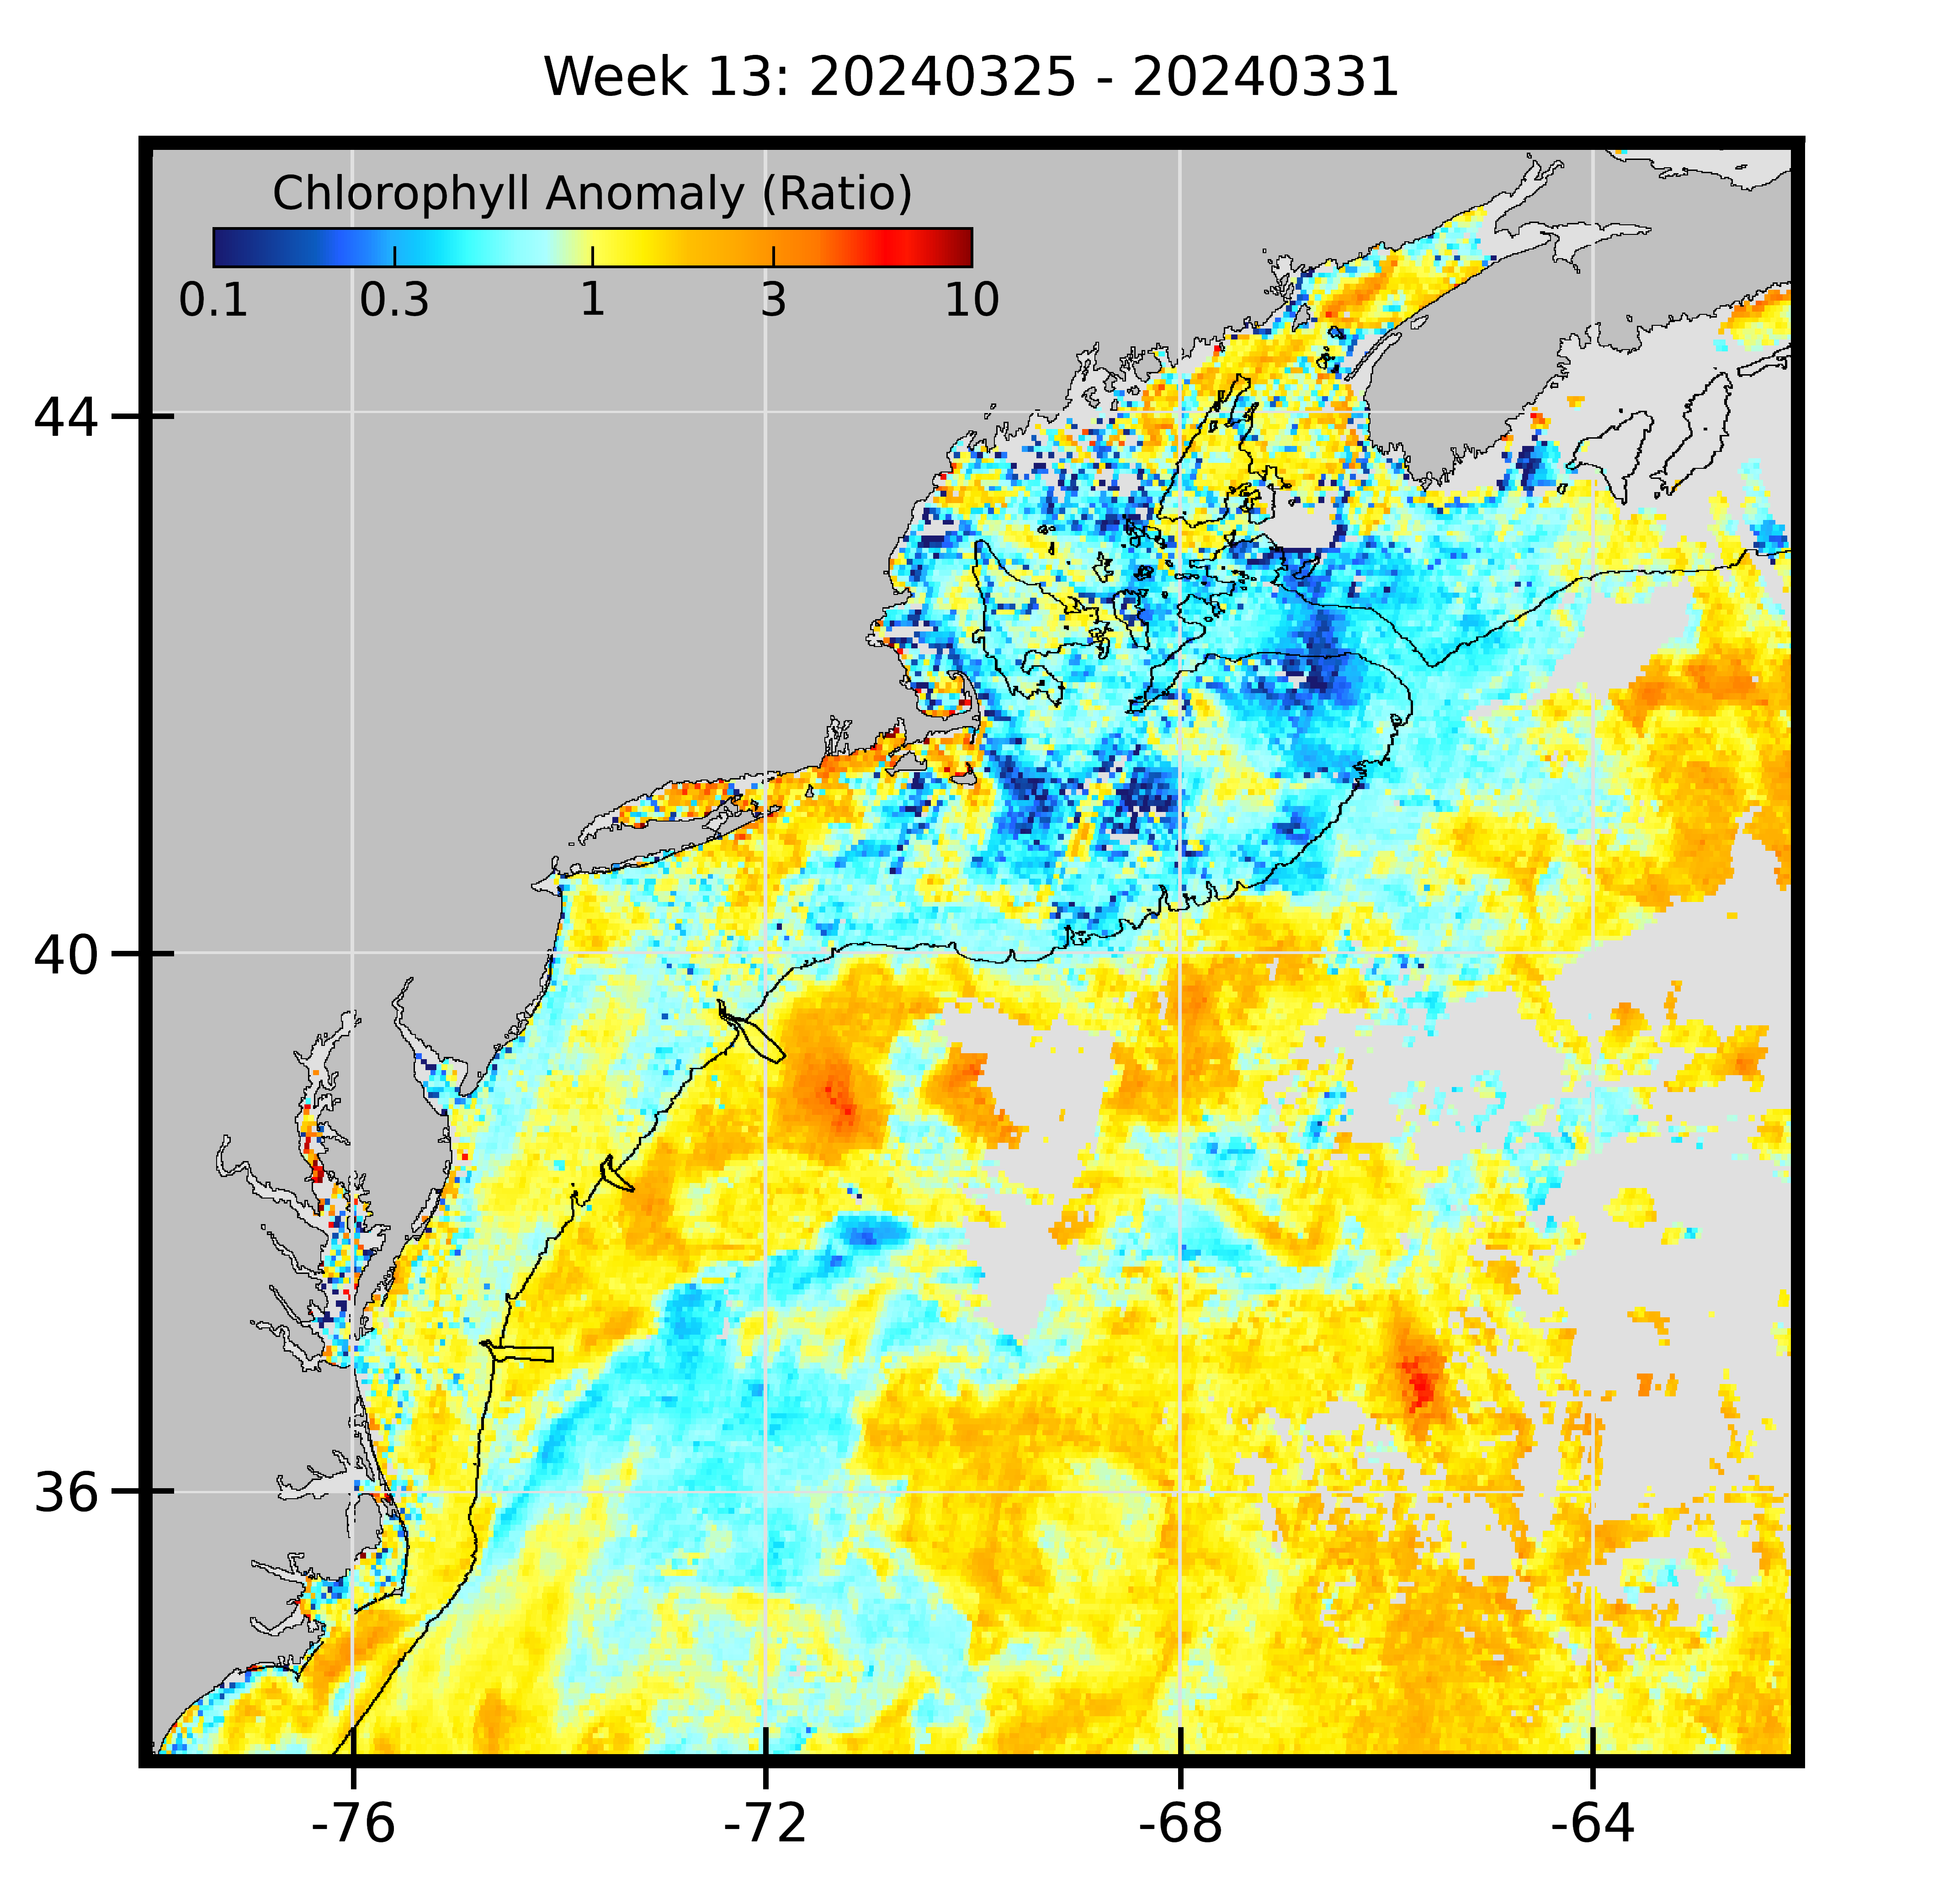 Week 13: 20240325 - 20240331
Chlorophyll Anomaly (Ratio)
0.1 0.3 1 3 10
44
40
36
-76 -72 -68 -64